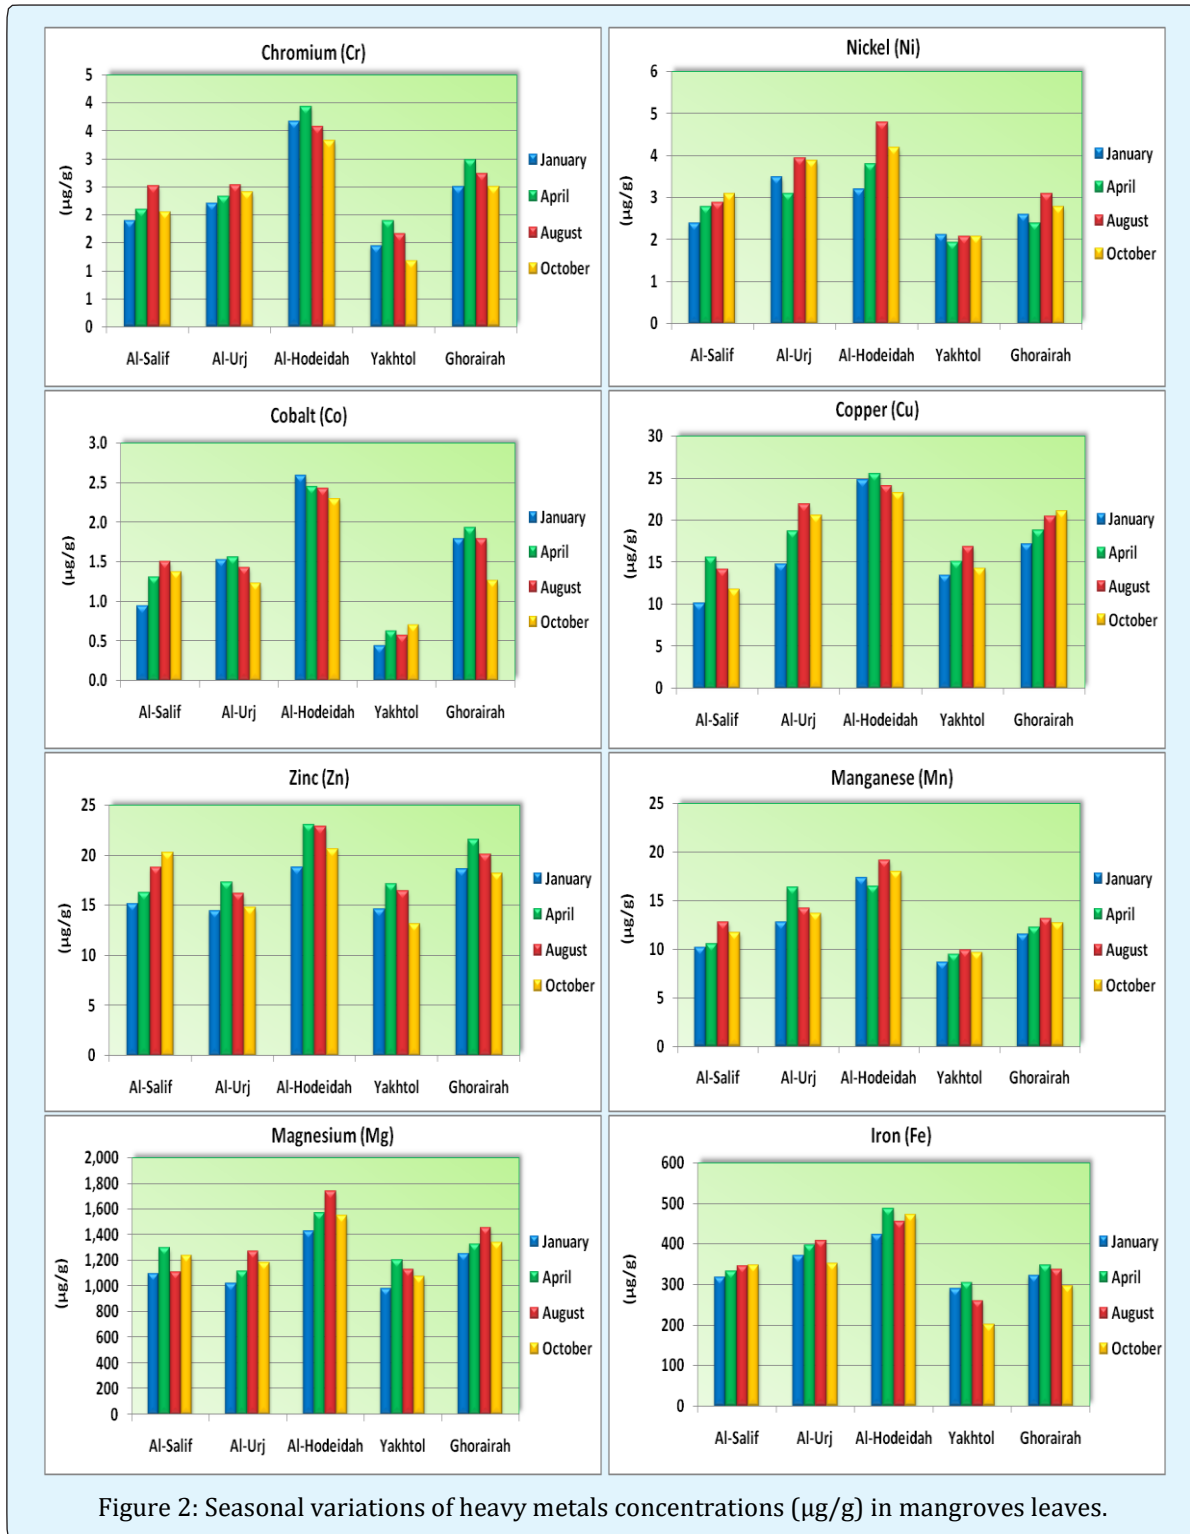 Chromium (Cr)
5
4
4
3
3
2
2
1
1
0
(µg/g)
Al-Salif Al-Urj Al-Hodeidah Yakhtol Ghorairah
January
April
August
October
Nickel (Ni)
6
5
4
3
2
1
0
(µg/g)
Al-Salif Al-Urj Al-Hodeidah Yakhtol Ghorairah
January
April
August
October
Cobalt (Co)
3.0
2.5
2.0
1.5
1.0
0.5
0.0
(µg/g)
Al-Salif Al-Urj Al-Hodeidah Yakhtol Ghorairah
January
April
August
October
Copper (Cu)
30
25
20
15
10
5
0
(µg/g)
Al-Salif Al-Urj Al-Hodeidah Yakhtol Ghorairah
January
April
August
October
Zinc (Zn)
25
20
15
10
5
0
(µg/g)
Al-Salif Al-Urj Al-Hodeidah Yakhtol Ghorairah
January
April
August
October
Manganese (Mn)
25
20
15
10
5
0
(µg/g)
Al-Salif Al-Urj Al-Hodeidah Yakhtol Ghorairah
January
April
August
October
Magnesium (Mg)
2,000
1,800
1,600
1,400
1,200
1,000
800
600
400
200
0
(µg/g)
Al-Salif Al-Urj Al-Hodeidah Yakhtol Ghorairah
January
April
August
October
Iron (Fe)
600
500
400
300
200
100
0
(µg/g)
Al-Salif Al-Urj Al-Hodeidah Yakhtol Ghorairah
January
April
August
October
Figure 2: Seasonal variations of heavy metals concentrations (µg/g) in mangroves leaves.